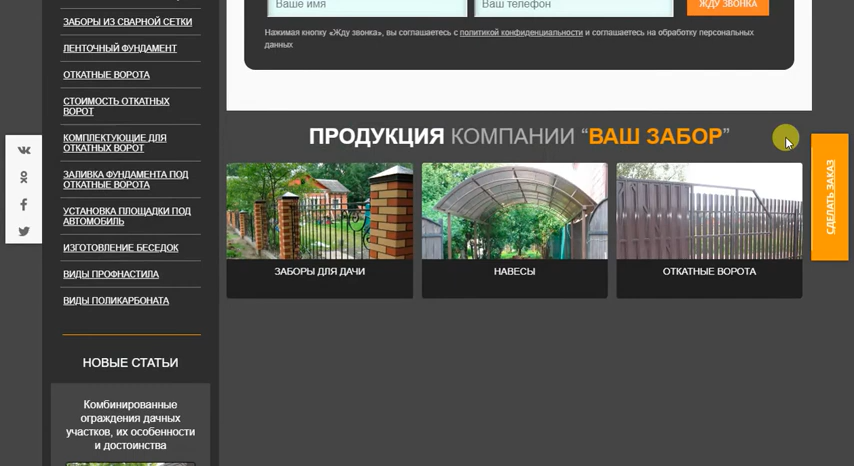 ЗАБОРЫ ИЗ СВАРНОЙ СЕТКИ
ЛЕНТОЧНЫЙ ФУНДАМЕНТ
ОТКАТНЫЕ ВОРОТА
СТОИМОСТЬ ОТКАТНЫХ
ВОРОТ
КОМПЛЕКТУЮЩИЕ ДЛЯ
ОТКАТНЫХ ВОРОТ
ЗАЛИВКА ФУНДАМЕНТА ПОД
ОТКАТНЫЕ ВОРОТА
УСТАНОВКА ПЛОЩАДКИ ПОД
АВТОМОБИЛЬ
ИЗГОТОВЛЕНИЕ БЕСЕДОК
ВИДЫ ПРОФНАСТИЛА
ВИДЫ ПОЛИКАРБОНАТА
НОВЫЕ СТАТЬИ
Комбинированные
ограждения дачных
участков, их особенности
и достоинства
Ваше имя
Ваш телефон
ЖДУ ЗВОНКА
Нажимая кнопку «Жду звонка», вы соглашаетесь с политикой конфиденциальности и соглашаетесь на обработку персональных
данных
ПРОДУКЦИЯ КОМПАНИИ “ВАШ ЗАБОР”
ЗАБОРЫ ДЛЯ ДАЧИ
НАВЕСЫ
ОТКАТНЫЕ ВОРОТА
СДЕЛАТЬ ЗАКАЗ